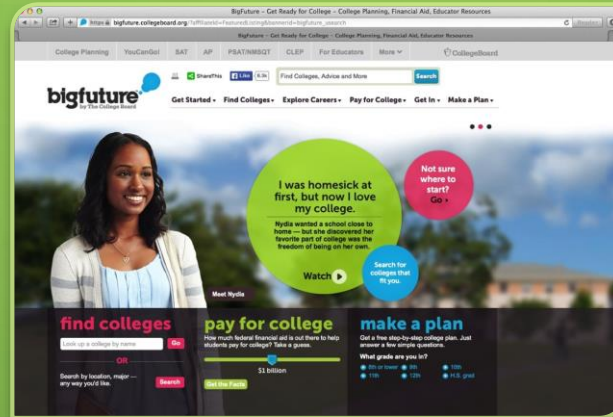 BigFuture – Get Ready for College – College Planning, Financial Aid, Educator Resources
bigfuture.collegeboard.org
Reader
BigFuture – Get Ready for College – College Planning, Financial Aid, Educator Resources
College Planning YouCanGo! SAT AP PSAT/NMSQT CLEP For Educators More CollegeBoard
ShareThis Like Find Colleges, Advice and More Search
bigfuture
by The College Board
Get Started Find Colleges Explore Careers Pay for College Get In Make a Plan
I was homesick at
first, but now I love
my college.
Nydia wanted a school close to
home — but she discovered her
favorite part of college was the
freedom of being on her own.
Watch
Not sure
where to
start?
Go
Search for
colleges that
fit you.
Meet Nydia
find colleges
Look up a college by name Go
OR
Search by location, major —
any way you'd like. Search
pay for college
How much federal financial aid is out there to help
students pay for college? Take a guess.
$1 billion
Get the Facts
make a plan
Get a free step-by-step college plan. Just
answer a few simple questions.
What grade are you in?
8th or lower 9th 10th
11th 12th H.S. grad